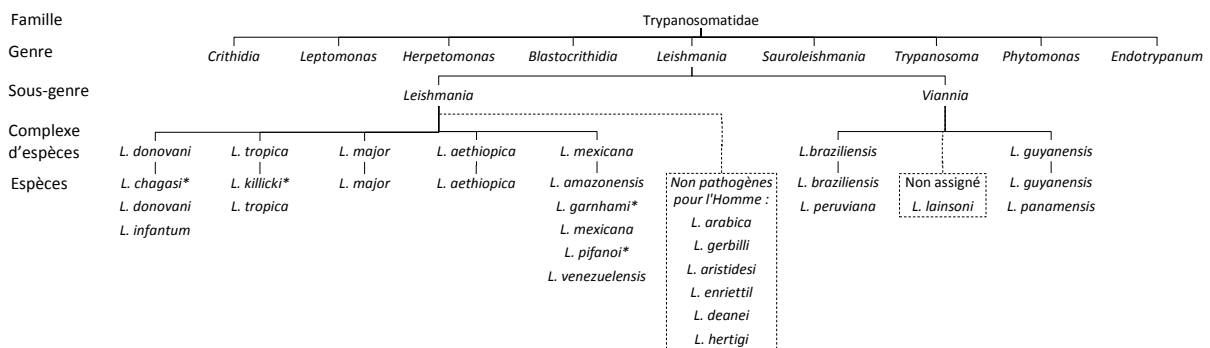 Famille Trypanosomatidae
Genre Crithidia Leptomonas Herpetomonas Blastocrithidia Leishmania Sauroleishmania Trypanosoma Phytomonas Endotrypanum
Sous-genre Leishmania Viannia
Complexe
d'espèces L. donovani L. tropica L. major L. aethiopica L. mexicana L.braziliensis L. guyanensis
Espèces L. chagasi* L. killicki* L. major L. aethiopica L. amazonensis Non pathogènes L. braziliensis Non assigné L. guyanensis
L. donovani L. tropica L. garnhami* pour l'Homme : L. peruviana L. lainsoni L. panamensis
L. infantum L. mexicana L. arabica
L. pifanoi* L. gerbilli
L. venezuelensis L. aristidesi
L. enriettil
L. deanei
L. hertigi